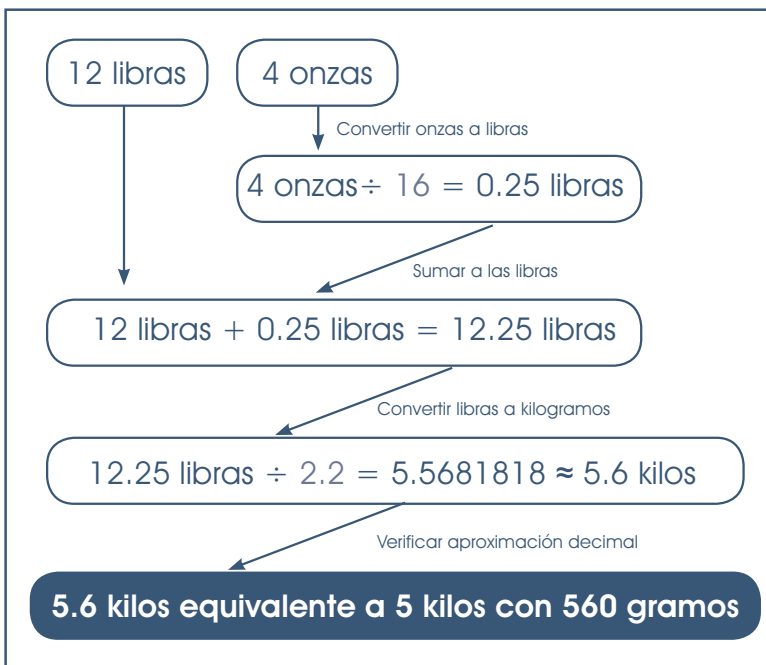 12 libras
4 onzas
Convertir onzas a libras
4 onzas÷ 16 = 0.25 libras
Sumar a las libras
12 libras + 0.25 libras = 12.25 libras
Convertir libras a kilogramos
12.25 libras ÷ 2.2 = 5.5681818 ≈ 5.6 kilos
Verificar aproximación decimal
5.6 kilos equivalente a 5 kilos con 560 gramos